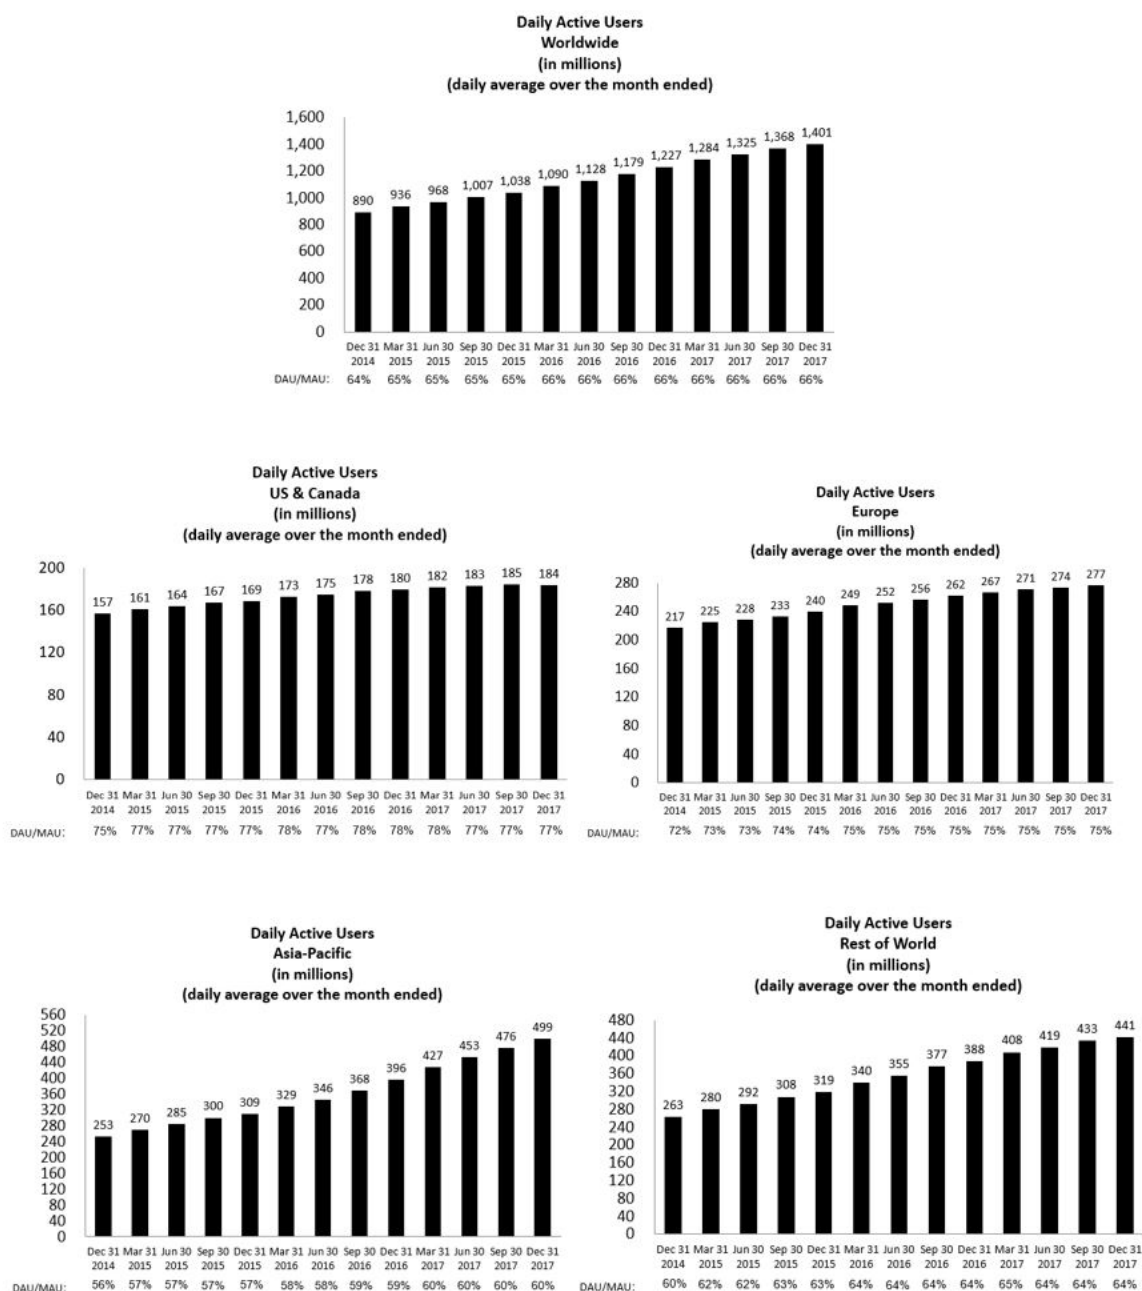 Daily Active Users
Worldwide
(in millions)
(daily average over the month ended)
1,600
1,400
1,200
1,000
800
600
400
200
0
890 936 968 1,007 1,038 1,090 1,128 1,179 1,227 1,284 1,325 1,368 1,401
Dec 31 Mar 31 Jun 30 Sep 30 Dec 31 Mar 31 Jun 30 Sep 30 Dec 31 Mar 31 Jun 30 Sep 30 Dec 31
2014 2015 2015 2015 2015 2016 2016 2016 2016 2017 2017 2017 2017
DAU/MAU: 64% 65% 65% 65% 65% 66% 66% 66% 66% 66% 66% 66% 66%
Daily Active Users
US & Canada
(in millions)
(daily average over the month ended)
200
160
120
80
40
0
157 161 164 167 169 173 175 178 180 182 183 185 184
Dec 31 Mar 31 Jun 30 Sep 30 Dec 31 Mar 31 Jun 30 Sep 30 Dec 31 Mar 31 Jun 30 Sep 30 Dec 31
2014 2015 2015 2015 2015 2016 2016 2016 2016 2017 2017 2017 2017
DAU/MAU: 75% 77% 77% 77% 77% 78% 77% 78% 78% 78% 77% 77% 77%
Daily Active Users
Europe
(in millions)
(daily average over the month ended)
280
240
200
160
120
80
40
0
217 225 228 233 240 249 252 256 262 267 271 274 277
Dec 31 Mar 31 Jun 30 Sep 30 Dec 31 Mar 31 Jun 30 Sep 30 Dec 31 Mar 31 Jun 30 Sep 30 Dec 31
2014 2015 2015 2015 2015 2016 2016 2016 2016 2017 2017 2017 2017
DAU/MAU: 72% 73% 73% 74% 74% 75% 75% 75% 75% 75% 75% 75% 75%
Daily Active Users
Asia-Pacific
(in millions)
(daily average over the month ended)
560
520
480
440
400
360
320
280
240
200
160
120
80
40
0
253 270 285 300 309 329 346 368 396 427 453 476 499
Dec 31 Mar 31 Jun 30 Sep 30 Dec 31 Mar 31 Jun 30 Sep 30 Dec 31 Mar 31 Jun 30 Sep 30 Dec 31
2014 2015 2015 2015 2015 2016 2016 2016 2016 2017 2017 2017 2017
DAU/MAU: 56% 57% 57% 57% 57% 58% 58% 59% 59% 60% 60% 60% 60%
Daily Active Users
Rest of World
(in millions)
(daily average over the month ended)
480
440
400
360
320
280
240
200
160
120
80
40
0
263 280 292 308 319 340 355 377 388 408 419 433 441
Dec 31 Mar 31 Jun 30 Sep 30 Dec 31 Mar 31 Jun 30 Sep 30 Dec 31 Mar 31 Jun 30 Sep 30 Dec 31
2014 2015 2015 2015 2015 2016 2016 2016 2016 2017 2017 2017 2017
DAU/MAU: 60% 62% 62% 63% 63% 64% 64% 64% 64% 65% 64% 64% 64%